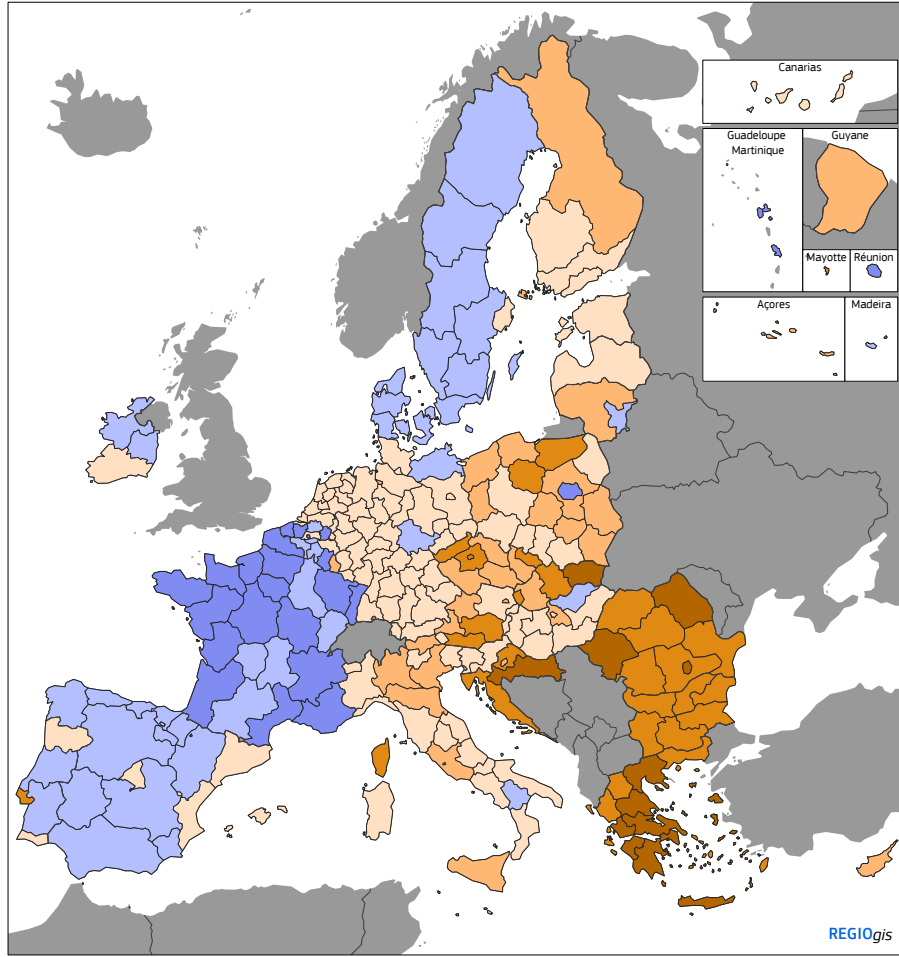 Canarias
Guadeloupe
Martinique
Guyane
Mayotte
Réunion
Açores
Madeira
REGIOgis